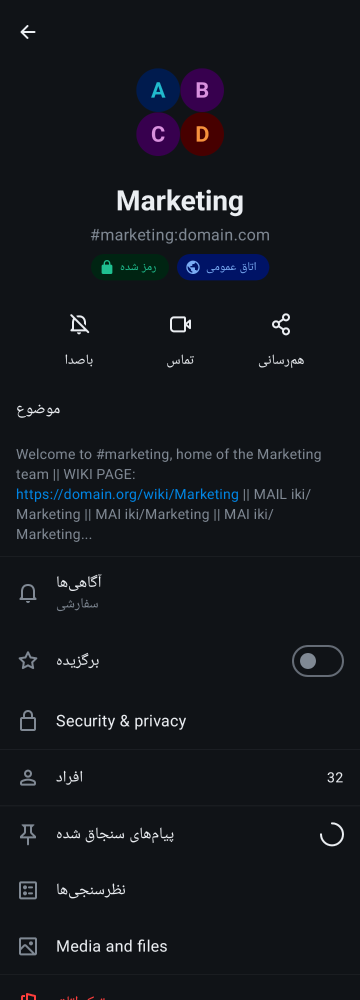 A B
C D
Marketing
#marketing:domain.com
رمز شده
اتاق عمومی
باصدا
تماس
هم‌رسانی
موضوع
Welcome to #marketing, home of the Marketing
team || WIKI PAGE:
https://domain.org/wiki/Marketing || MAIL iki/
Marketing || MAI iki/Marketing || MAI iki/
Marketing...
آگاهی‌ها
سفارشی
برگزیده
Security & privacy
افراد 32
پیام‌های سنجاق شده
نظرسنجی‌ها
Media and files